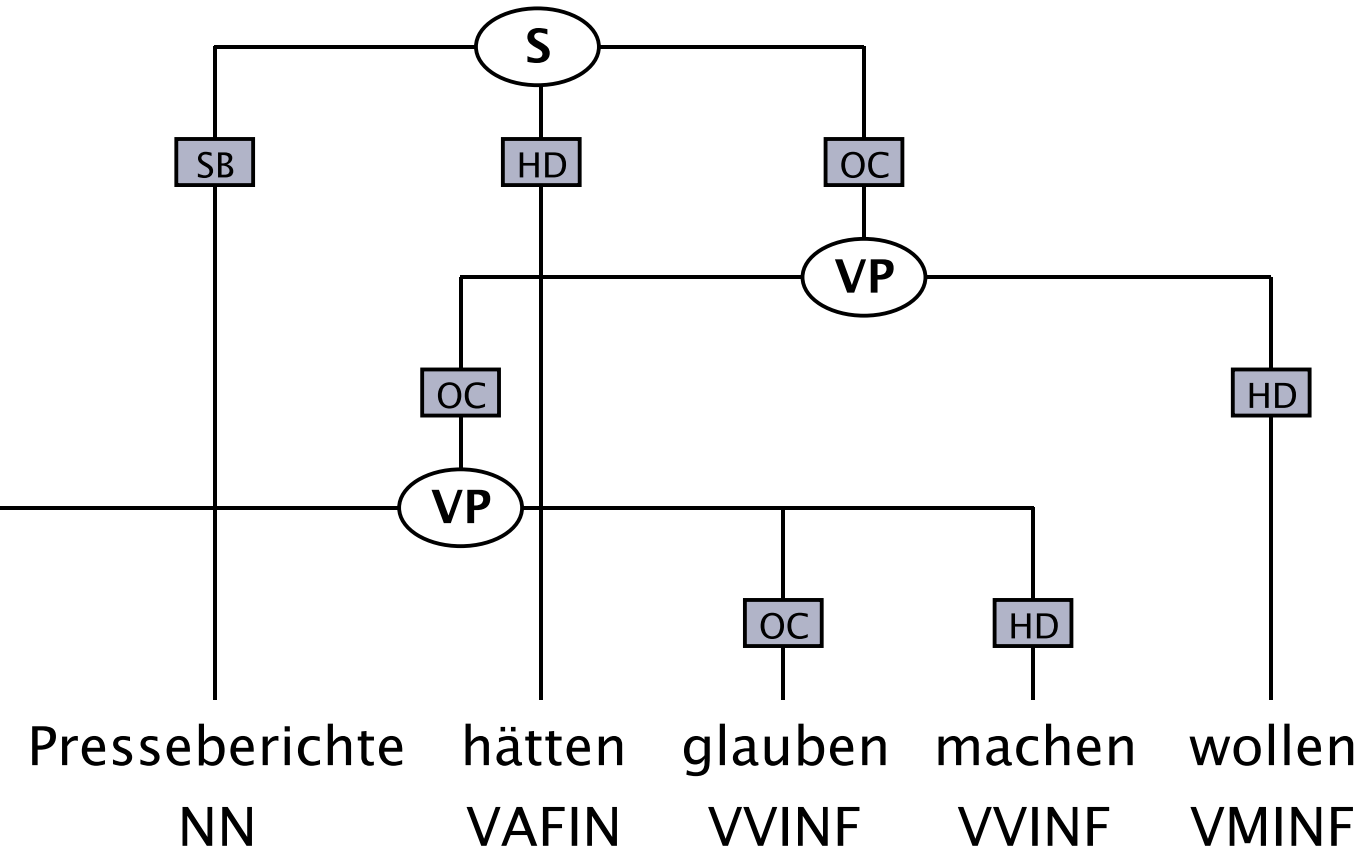 S
SB HD OC
VP
OC HD
VP
OC HD
Presseberichte hätten glauben machen wollen
NN VAFIN VVINF VVINF VMINF